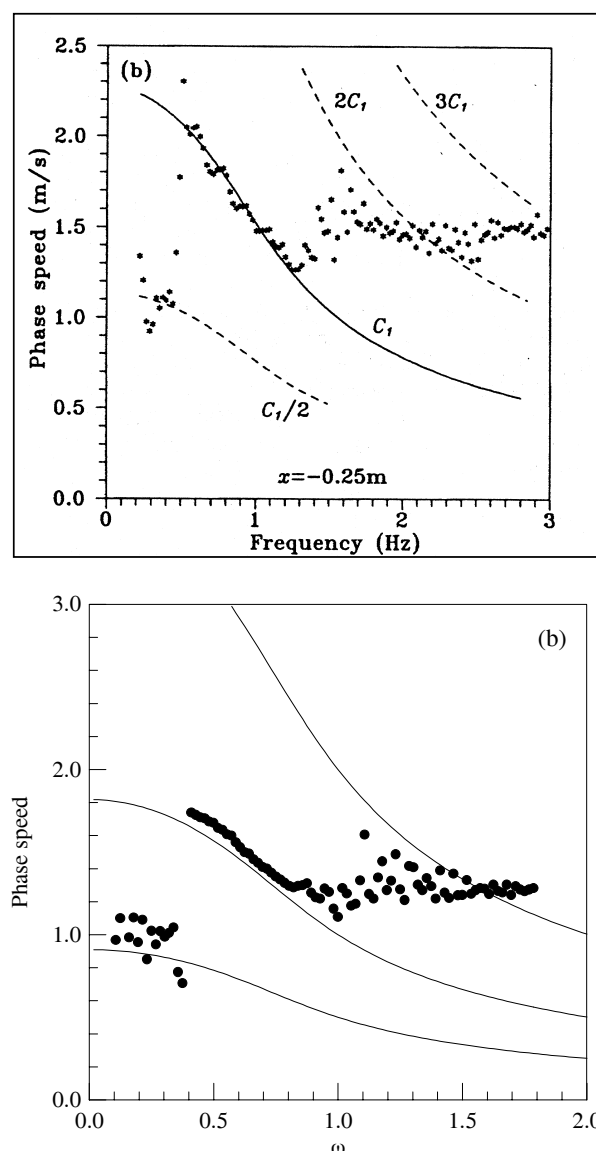 2.5
(b)
2C₁
3C₁
2.0
1.5
1.0
C₁
C₁/2
0.5
x=−0.25m
0.0
0
1
2
3
Frequency (Hz)
Phase speed (m/s)
3.0
(b)
2.0
1.0
0.0
0.0
0.5
1.0
1.5
2.0
ω
Phase speed